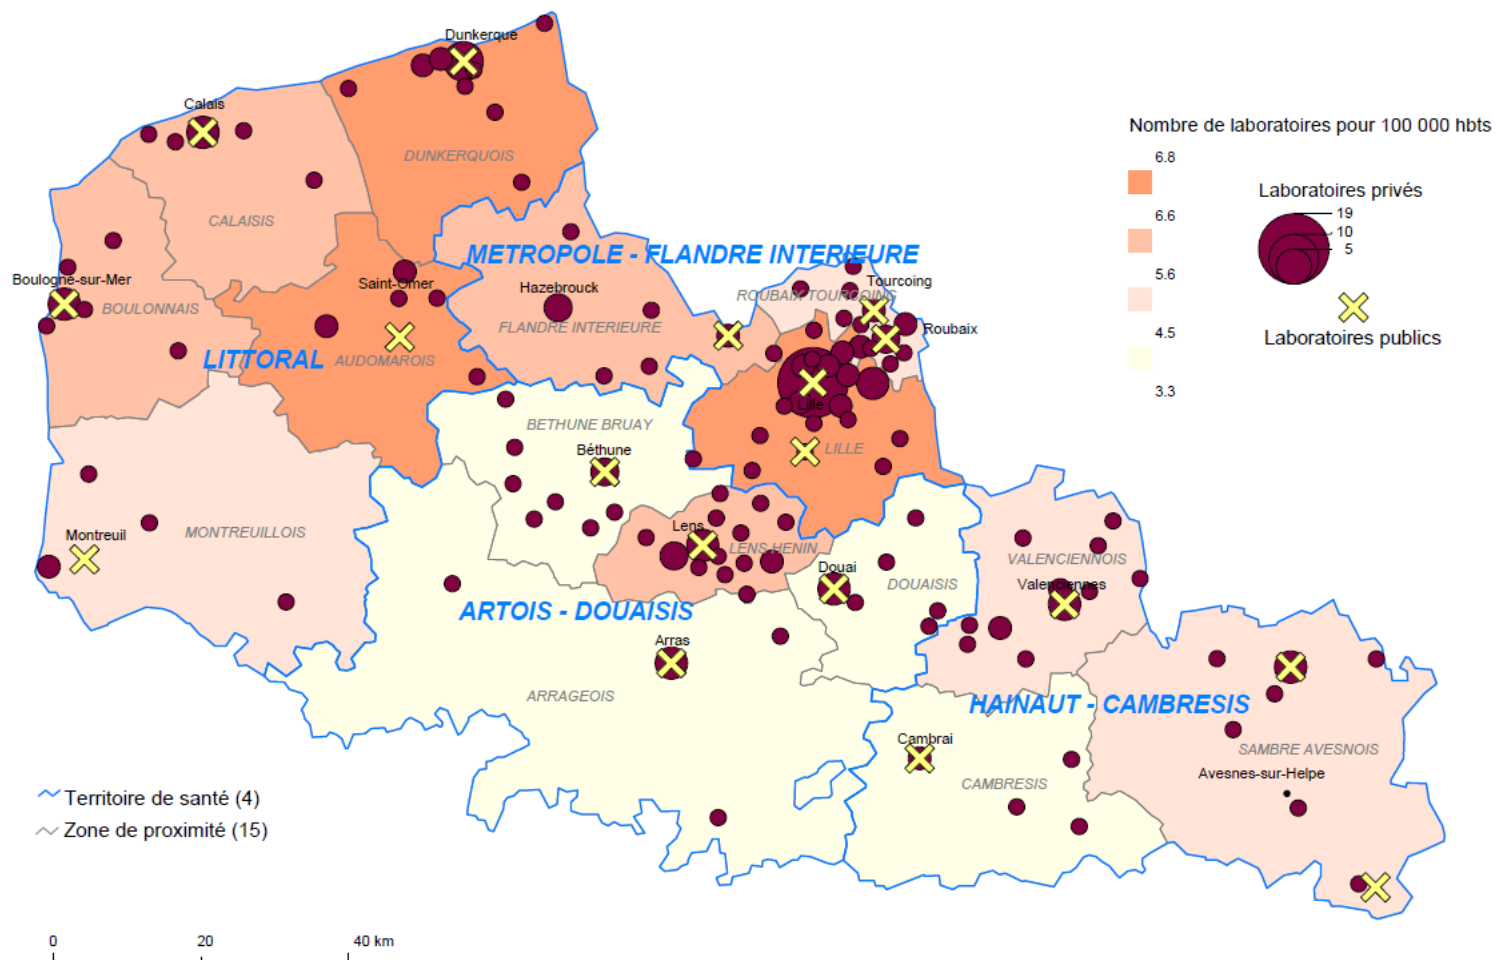 Dunkerque
Calais
DUNKERQUOIS
CALAISIS
Nombre de laboratoires pour 100 000 hbts
6.8
6.6
5.6
4.5
3.3
Laboratoires privés
19
10
5
Laboratoires publics
METROPOLE - FLANDRE INTERIEURE
Boulogne-sur-Mer
BOULONNAIS
Saint-Omer
Hazebrouck
FLANDRE INTERIEURE
ROUBAIX TOURCOING
Tourcoing
Roubaix
LITTORAL
AUDOMAROIS
Lille
LILLE
BETHUNE BRUAY
Béthune
MONTREUILLOIS
Montreuil
Lens
LENS HENIN
Douai
DOUAISIS
VALENCIENNOIS
Valenciennes
ARTOIS - DOUAISIS
Arras
ARRAGEOIS
HAINAUT - CAMBRESIS
Cambrai
CAMBRESIS
SAMBRE AVESNOIS
Avesnes-sur-Helpe
Territoire de santé (4)
Zone de proximité (15)
0 20 40 km